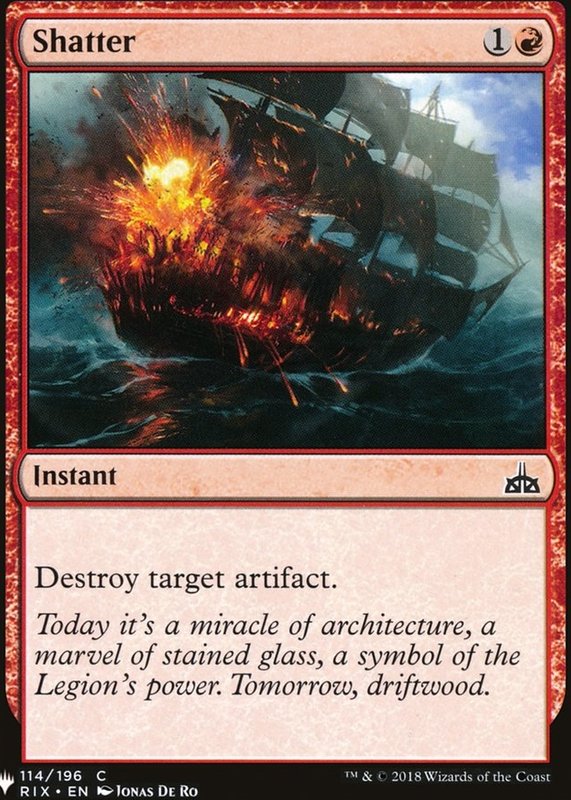 Shatter 1
Instant
Destroy target artifact.
Today it's a miracle of architecture, a
marvel of stained glass, a symbol of the
Legion's power. Tomorrow, driftwood.
114/196 C
RIX • EN Jonas De Ro
™ & © 2018 Wizards of the Coast